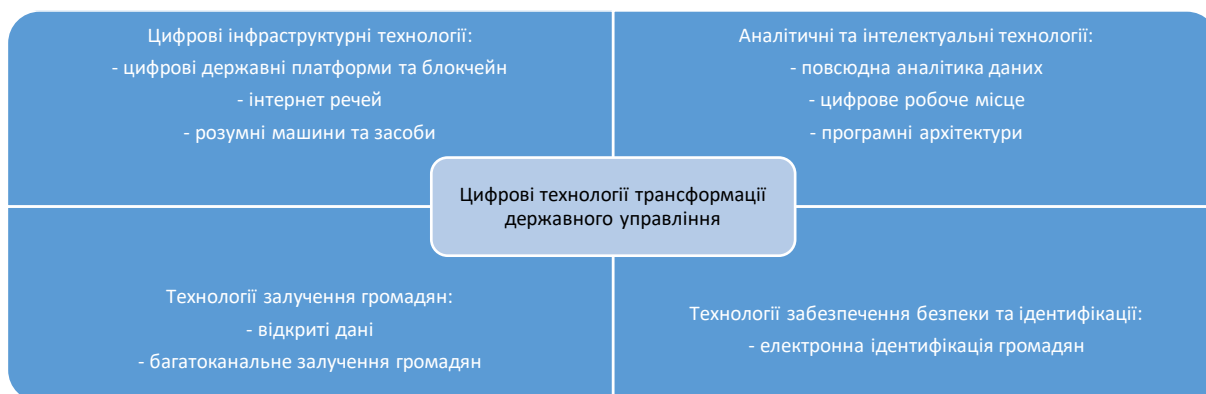 Цифрові інфраструктурні технології:
- цифрові державні платформи та блокчейн
- інтернет речей
- розумні машини та засоби
Аналітичні та інтелектуальні технології:
- повсюдна аналітика даних
- цифрове робоче місце
- програмні архітектури
Цифрові технології трансформації
державного управління
Технології залучення громадян:
- відкриті дані
- багатоканальне залучення громадян
Технології забезпечення безпеки та ідентифікації:
- електронна ідентифікація громадян